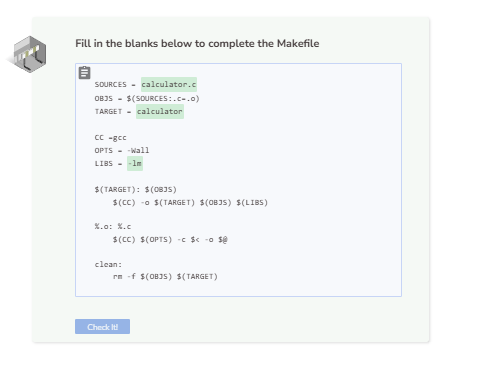 Fill in the blanks below to complete the Makefile
SOURCES = calculator.c
OBJS = $(SOURCES:.c=.o)
TARGET = calculator
CC =gcc
OPTS = -Wall
LIBS = -lm
$(TARGET): $(OBJS)
$(CC) -o $(TARGET) $(OBJS) $(LIBS)
%.o: %.c
$(CC) $(OPTS) -c $< -o $@
clean:
rm -f $(OBJS) $(TARGET)
Check It!